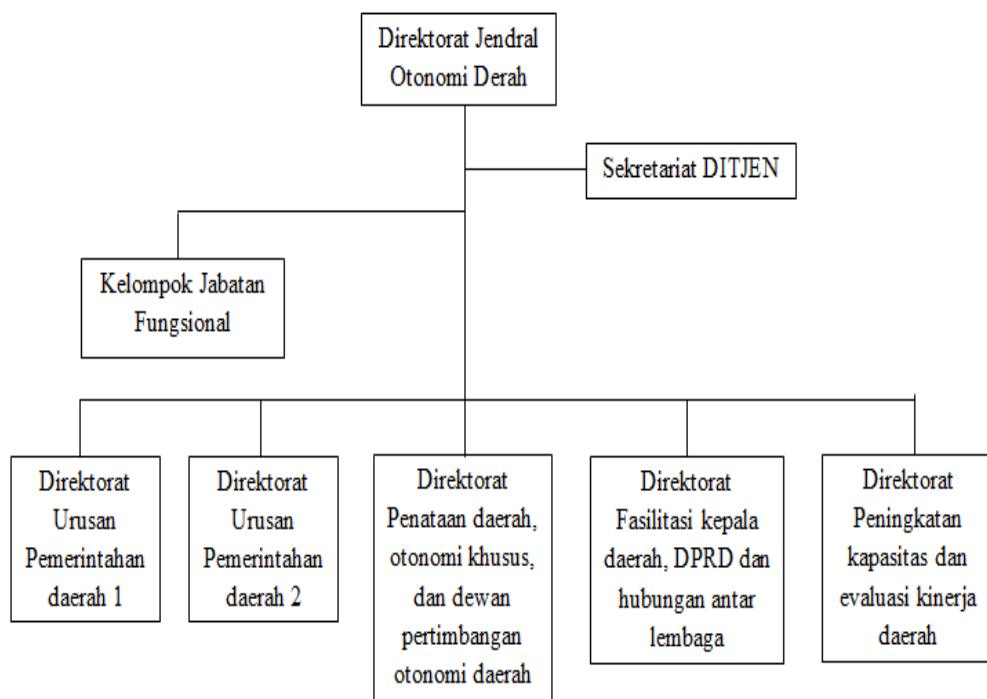 Direktorat Jendral
Otonomi Derah
Sekretariat DITJEN
Kelompok Jabatan
Fungsional
Direktorat
Urusan
Pemerintahan
daerah 1
Direktorat
Urusan
Pemerintahan
daerah 2
Direktorat
Penataan daerah,
otonomi khusus,
dan dewan
pertimbangan
otonomi daerah
Direktorat
Fasilitasi kepala
daerah, DPRD dan
hubungan antar
lembaga
Direktorat
Peningkatan
kapasitas dan
evaluasi kinerja
daerah